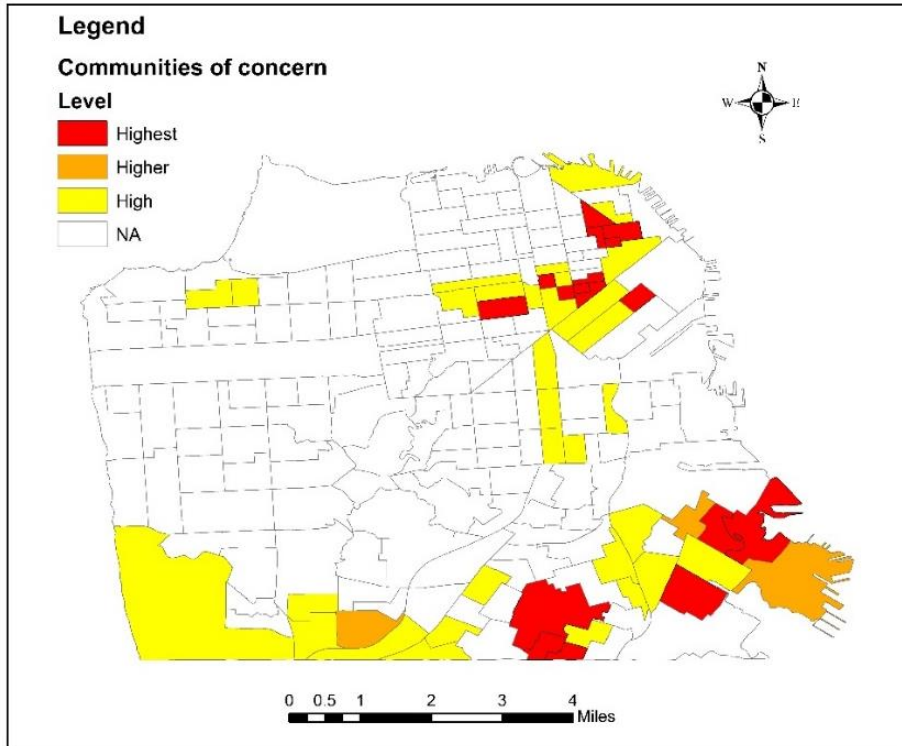 Legend
Communities of concern
Level
Highest
Higher
High
NA
N
W E
S
0 0.5 1 2 3 4
Miles